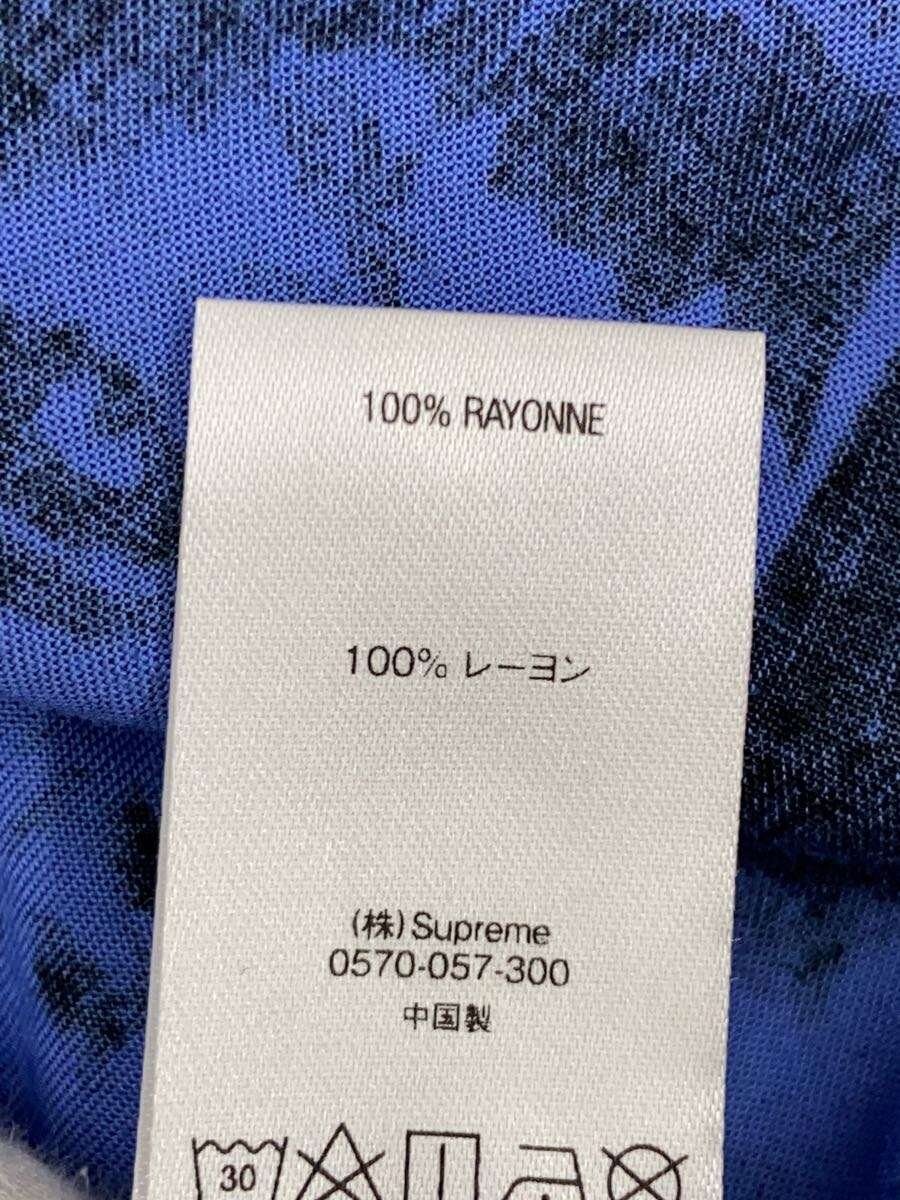 100% RAYONNE
100% レーヨン
(株) Supreme
0570-057-300
中国製
30